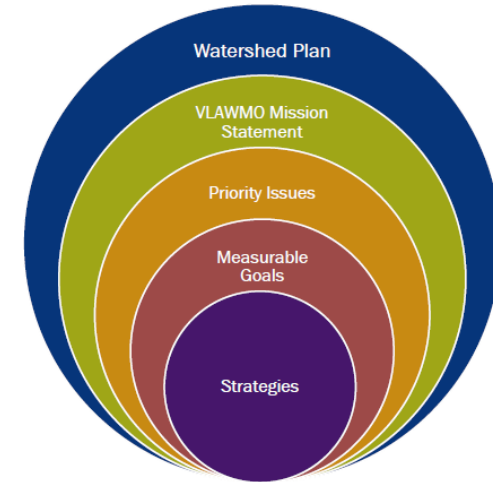 Watershed Plan
VLAWMO Mission
Statement
Priority Issues
Measurable
Goals
Strategies